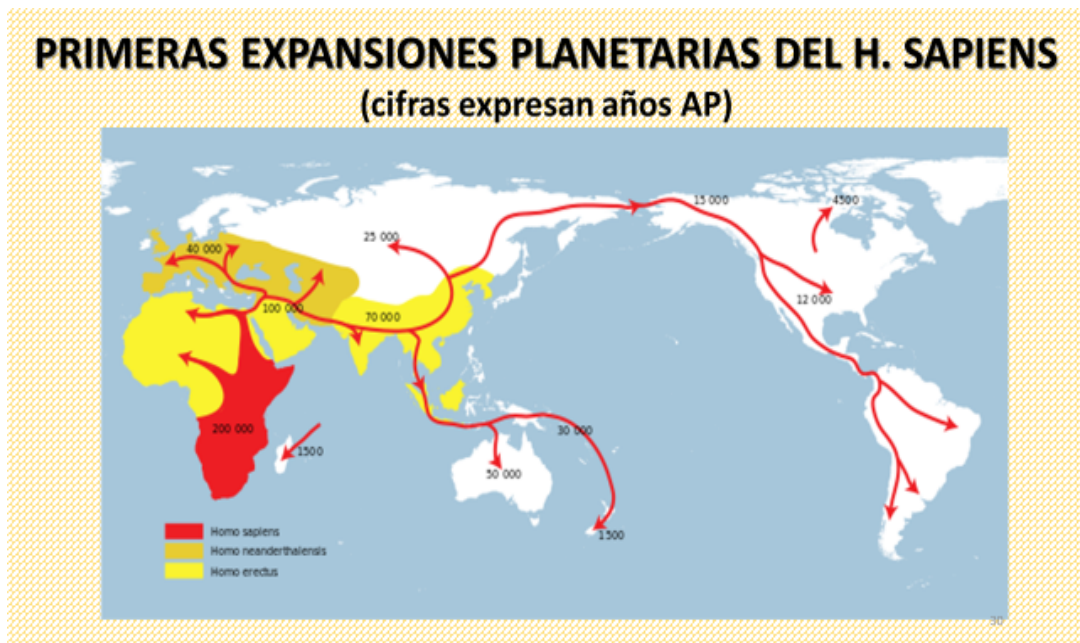 PRIMERAS EXPANSIONES PLANETARIAS DEL H. SAPIENS
(cifras expresan años AP)
15 000
4500
40 000
25 000
100 000
70 000
12 000
200 000
1500
30 000
50 000
1500
Homo sapiens
Homo neanderthalensis
Homo erectus
30